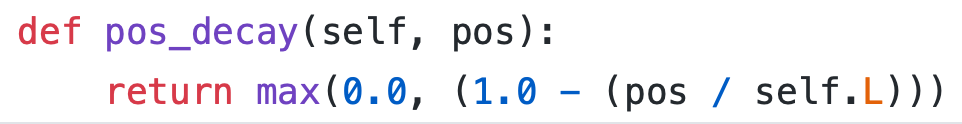 def pos_decay(self, pos):
    return max(0.0, (1.0 - (pos / self.L)))